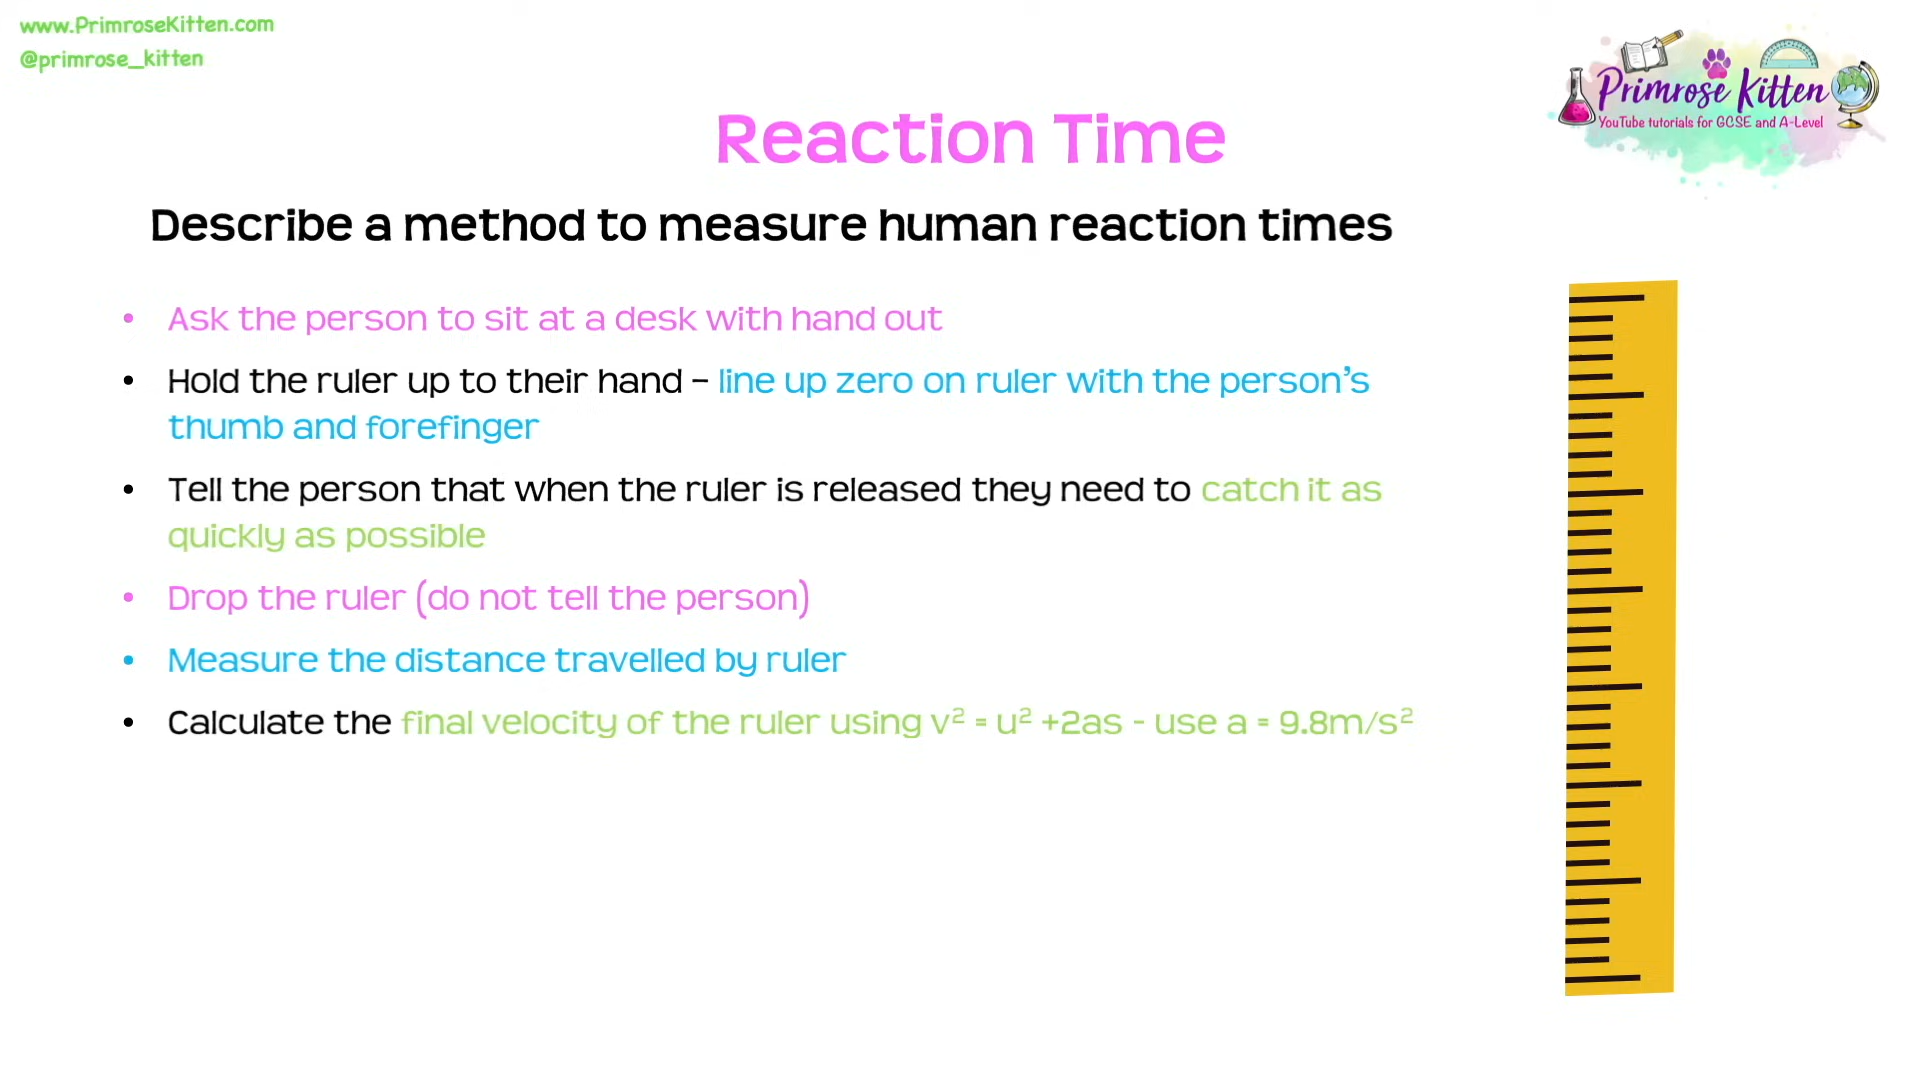 www.PrimroseKitten.com
@primrose_kitten
Primrose Kitten
YouTube tutorials for GCSE and A-Level
Reaction Time
Describe a method to measure human reaction times
• Ask the person to sit at a desk with hand out
• Hold the ruler up to their hand – line up zero on ruler with the person's
thumb and forefinger
• Tell the person that when the ruler is released they need to catch it as
quickly as possible
• Drop the ruler (do not tell the person)
• Measure the distance travelled by ruler
• Calculate the final velocity of the ruler using v² = u² +2as - use a = 9.8m/s²